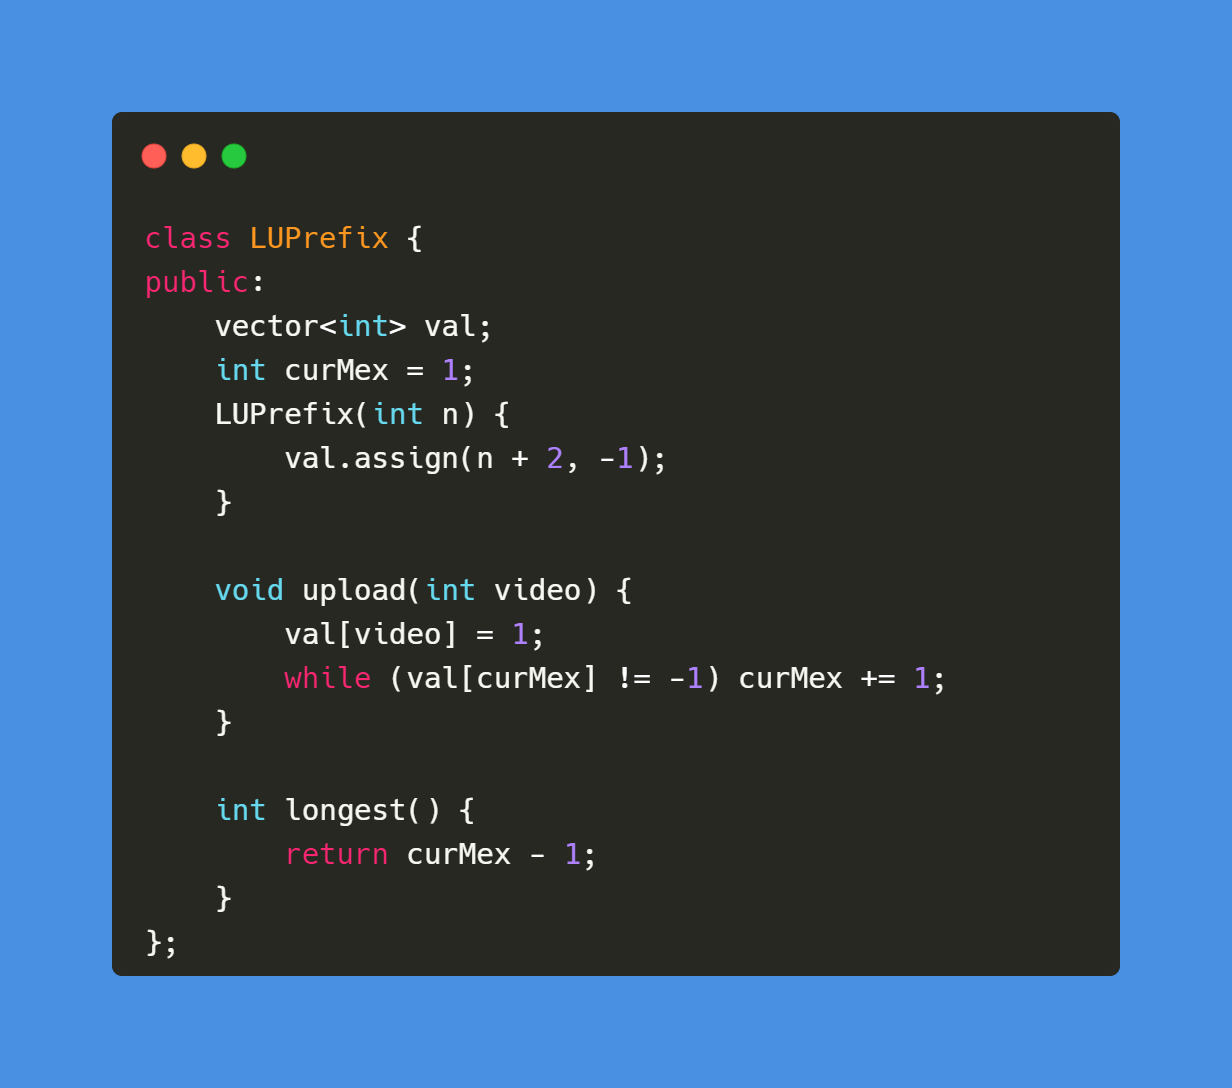 class LUPrefix {
public:
    vector<int> val;
    int curMex = 1;
    LUPrefix(int n) {
        val.assign(n + 2, -1);
    }

    void upload(int video) {
        val[video] = 1;
        while (val[curMex] != -1) curMex += 1;
    }

    int longest() {
        return curMex - 1;
    }
};